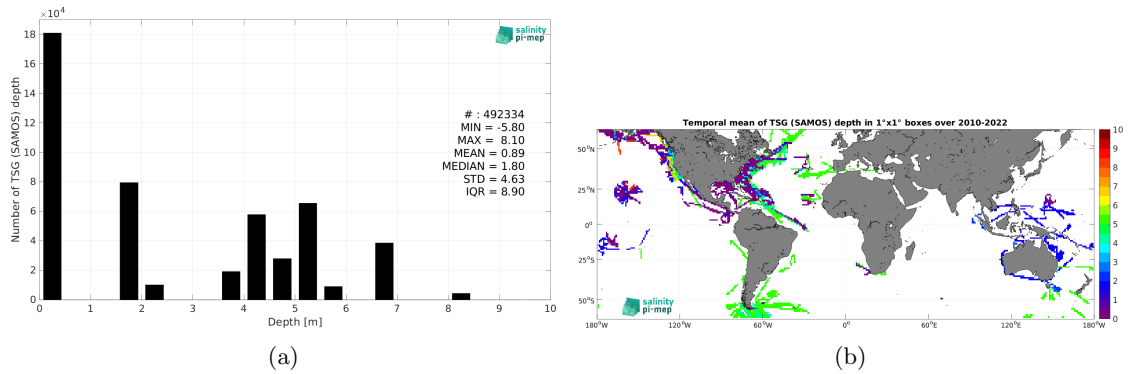 ×10⁴
18
16
14
12
10
8
6
4
2
0
Number of TSG (SAMOS) depth
0 1 2 3 4 5 6 7 8 9 10
Depth [m]
salinity
pi-mep
# : 492334
MIN = -5.80
MAX = 8.10
MEAN = 0.89
MEDIAN = 1.80
STD = 4.63
IQR = 8.90
(a)
Temporal mean of TSG (SAMOS) depth in 1°x1° boxes over 2010-2022
50°N
25°N
0°
25°S
50°S
180°W 120°W 60°W 0° 60°E 120°E 180°W
salinity
pi-mep
10
9
8
7
6
5
4
3
2
1
0
(b)